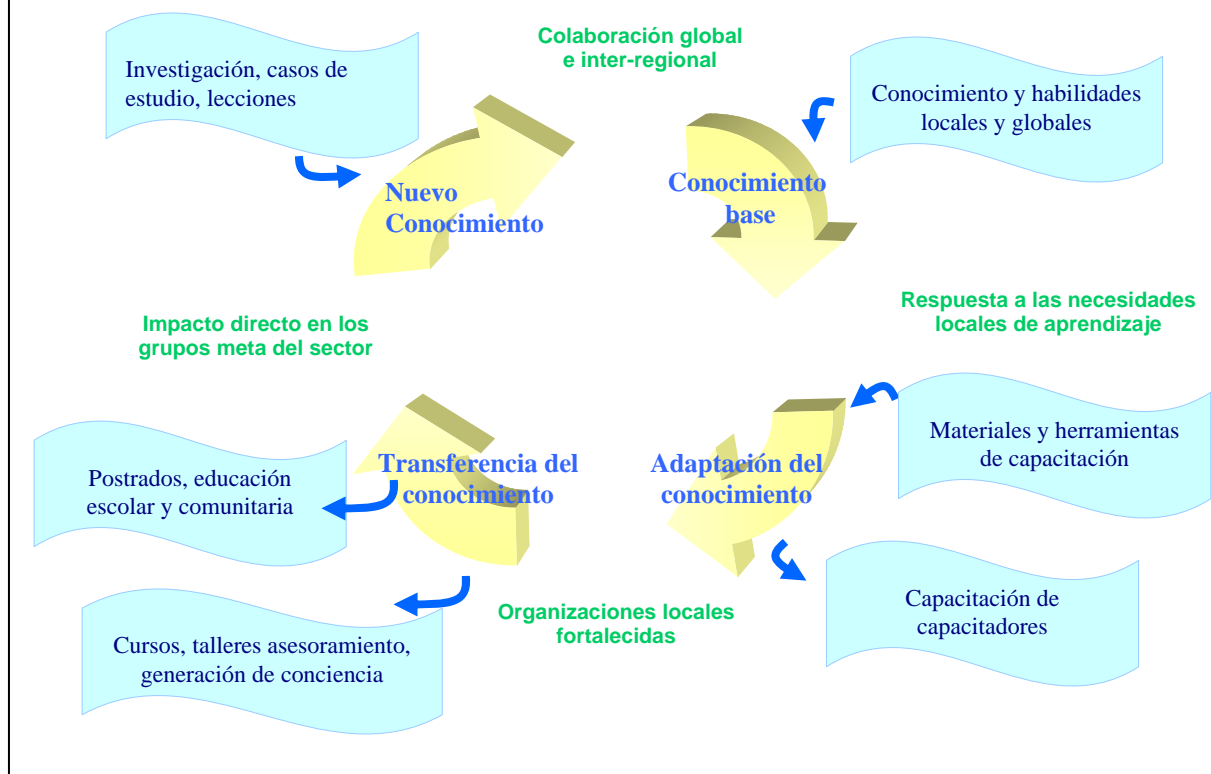 Colaboración global
e inter-regional
Investigación, casos de
estudio, lecciones
Conocimiento y habilidades
locales y globales
Nuevo
Conocimiento
Conocimiento
base
Impacto directo en los
grupos meta del sector
Respuesta a las necesidades
locales de aprendizaje
Materiales y herramientas
de capacitación
Transferencia del
conocimiento
Adaptación del
conocimiento
Postrados, educación
escolar y comunitaria
Capacitación de
capacitadores
Organizaciones locales
fortalecidas
Cursos, talleres asesoramiento,
generación de conciencia